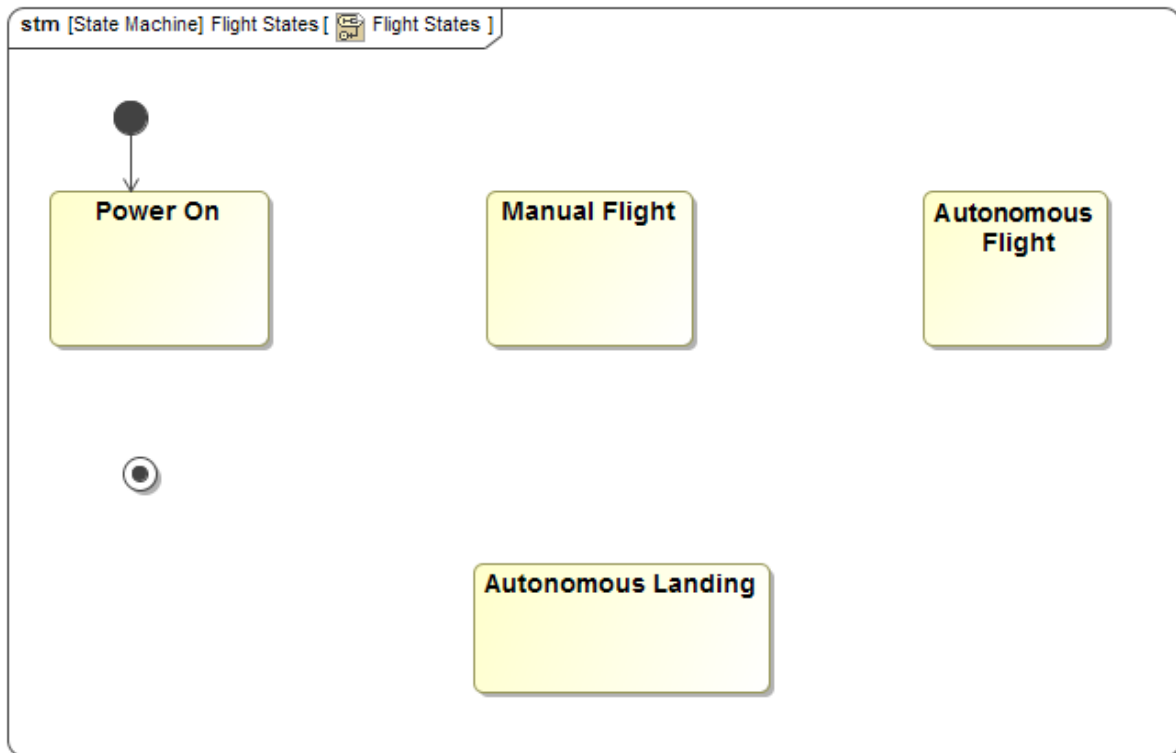 stm [State Machine] Flight States [ Flight States ]
Power On
Manual Flight
Autonomous
Flight
Autonomous Landing